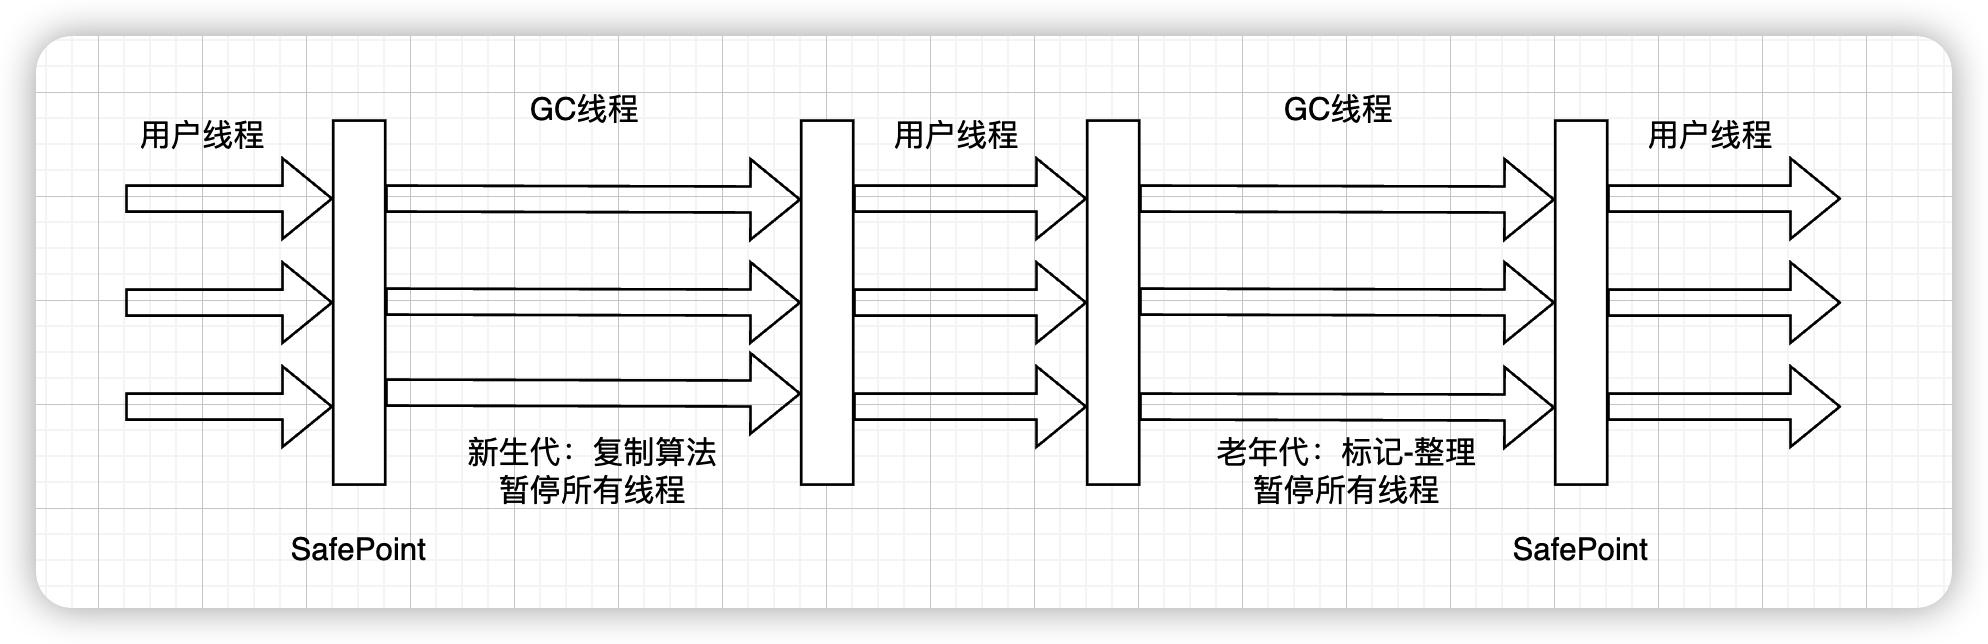 GC线程
GC线程
用户线程
用户线程
用户线程
新生代：复制算法
暂停所有线程
老年代：标记-整理
暂停所有线程
SafePoint
SafePoint